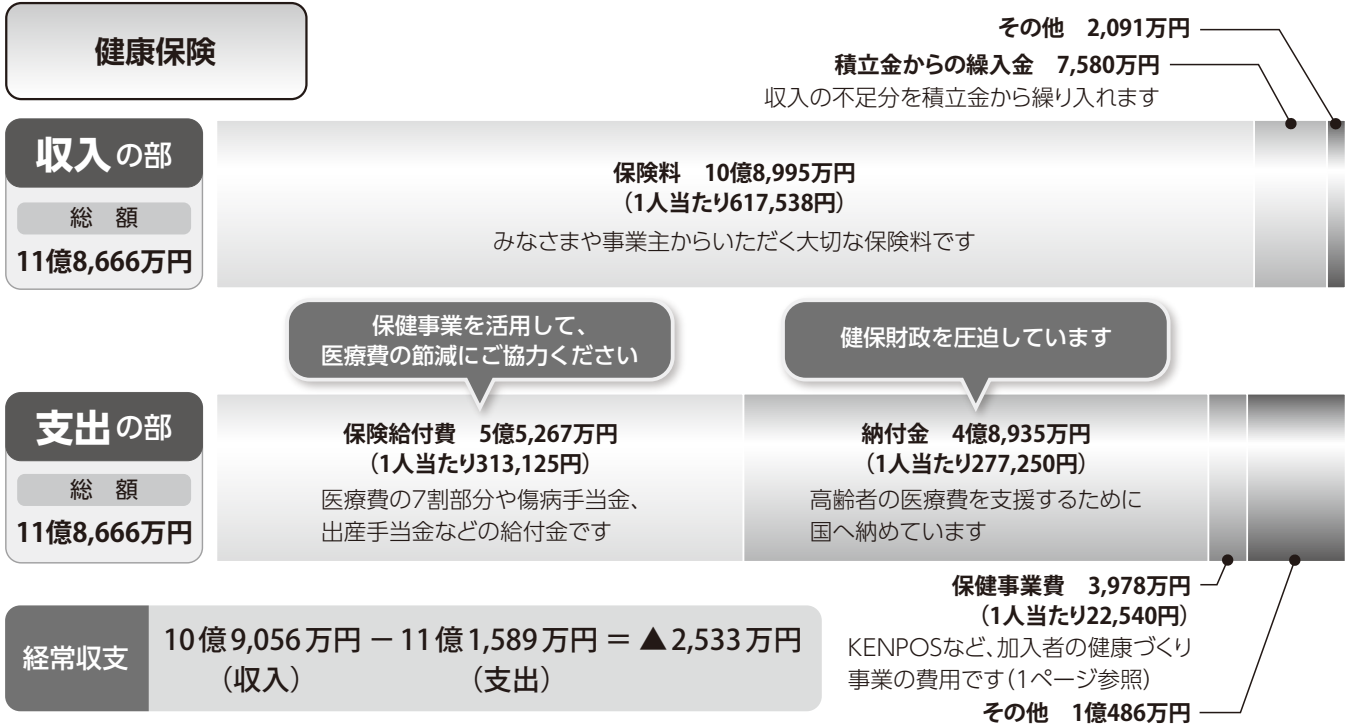 健康保険
その他　2,091万円
積立金からの繰入金　7,580万円
収入の不足分を積立金から繰り入れます
収入の部
総　額
11億8,666万円
保険料　10億8,995万円
（1人当たり617,538円）
みなさまや事業主からいただく大切な保険料です
保健事業を活用して、
医療費の節減にご協力ください
健保財政を圧迫しています
支出の部
総　額
11億8,666万円
保険給付費　5億5,267万円
（1人当たり313,125円）
医療費の7割部分や傷病手当金、
出産手当金などの給付金です
納付金　4億8,935万円
（1人当たり277,250円）
高齢者の医療費を支援するために
国へ納めています
保健事業費　3,978万円
（1人当たり22,540円）
KENPOSなど、加入者の健康づくり
事業の費用です（1ページ参照）
その他　1億486万円
経常収支
10億9,056万円 － 11億1,589万円 ＝ ▲2,533万円
（収入）　（支出）